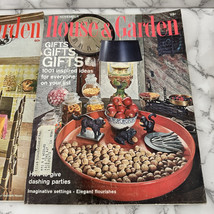 arden
House & Garden
GIFTS
GIFTS
GIFTS
1001 inspired ideas
for everyone
on your list
How to give
dashing parties
Imaginative settings • Elegant flourishes